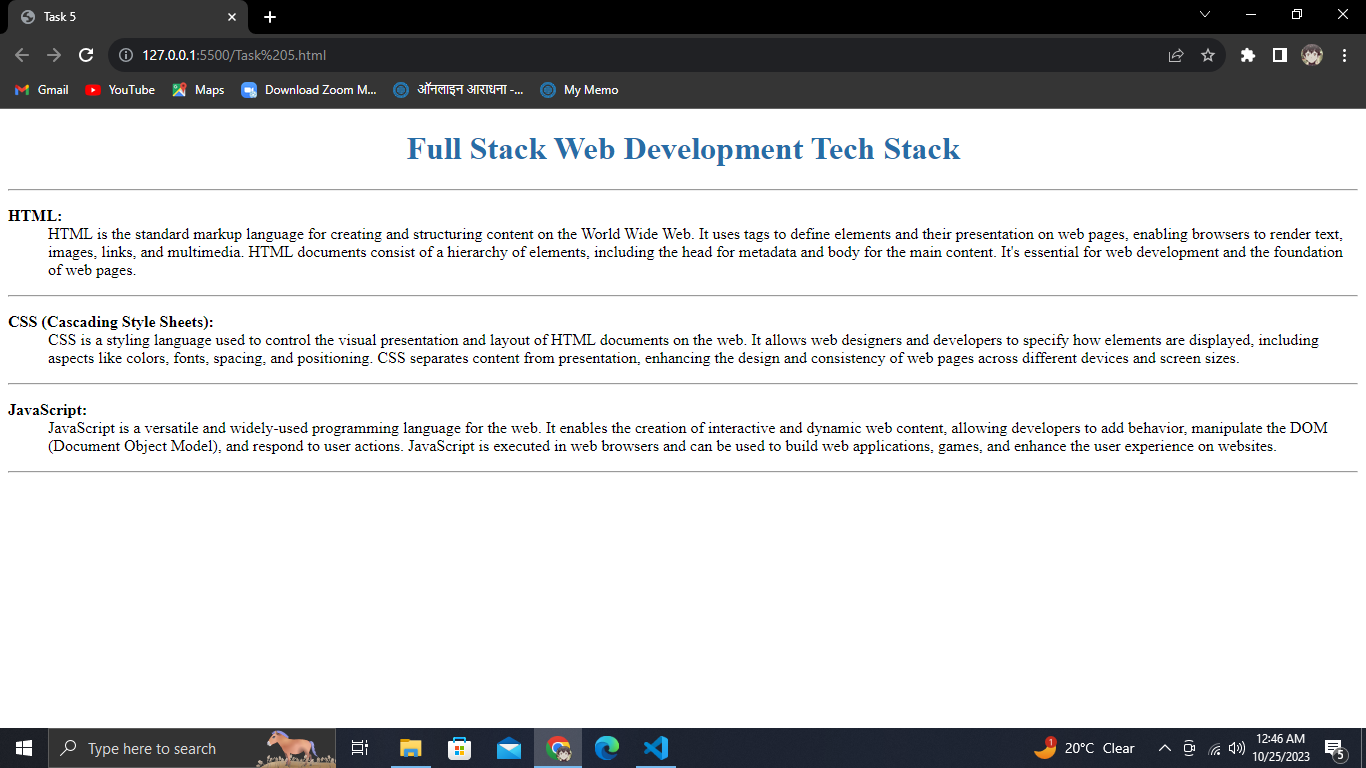 Task 5
127.0.0.1:5500/Task%205.html
Gmail YouTube Maps Download Zoom M... ऑनलाइन आराधना -... My Memo
Full Stack Web Development Tech Stack
HTML:
HTML is the standard markup language for creating and structuring content on the World Wide Web. It uses tags to define elements and their presentation on web pages, enabling browsers to render text,
images, links, and multimedia. HTML documents consist of a hierarchy of elements, including the head for metadata and body for the main content. It's essential for web development and the foundation
of web pages.
CSS (Cascading Style Sheets):
CSS is a styling language used to control the visual presentation and layout of HTML documents on the web. It allows web designers and developers to specify how elements are displayed, including
aspects like colors, fonts, spacing, and positioning. CSS separates content from presentation, enhancing the design and consistency of web pages across different devices and screen sizes.
JavaScript:
JavaScript is a versatile and widely-used programming language for the web. It enables the creation of interactive and dynamic web content, allowing developers to add behavior, manipulate the DOM
(Document Object Model), and respond to user actions. JavaScript is executed in web browsers and can be used to build web applications, games, and enhance the user experience on websites.
Type here to search
1
20°C Clear
12:46 AM
10/25/2023
5